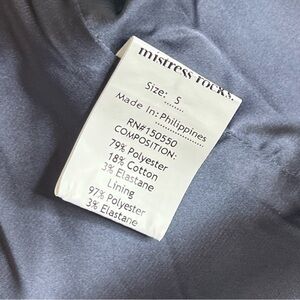 mistress rocks.
Size: S
Made In: Philippines
RN#150550
COMPOSITION:
79% Polyester
18% Cotton
3% Elastane
Lining
97% Polyester
3% Elastane